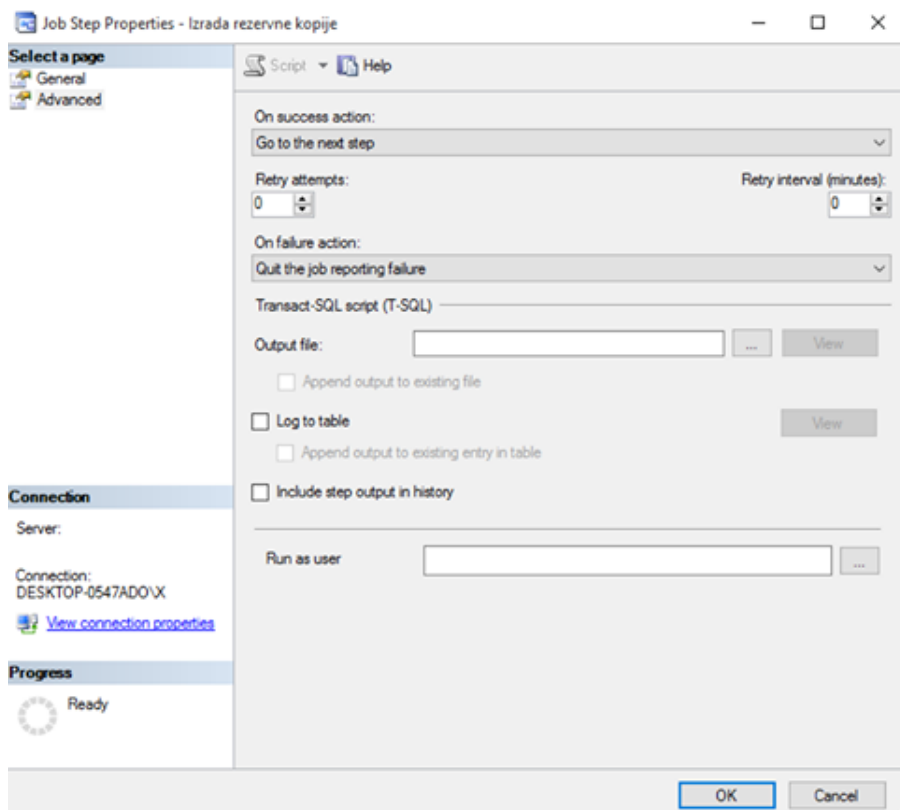 Job Step Properties - Izrada rezervne kopije
Select a page
General
Advanced
Script
Help
On success action:
Go to the next step
Retry attempts:
Retry interval (minutes):
0
0
On failure action:
Quit the job reporting failure
Transact-SQL script (T-SQL)
Output file:
...
View
Append output to existing file
Log to table
View
Append output to existing entry in table
Include step output in history
Run as user
...
Connection
Server:
Connection:
DESKTOP-0547ADO\X
View connection properties
Progress
Ready
OK
Cancel